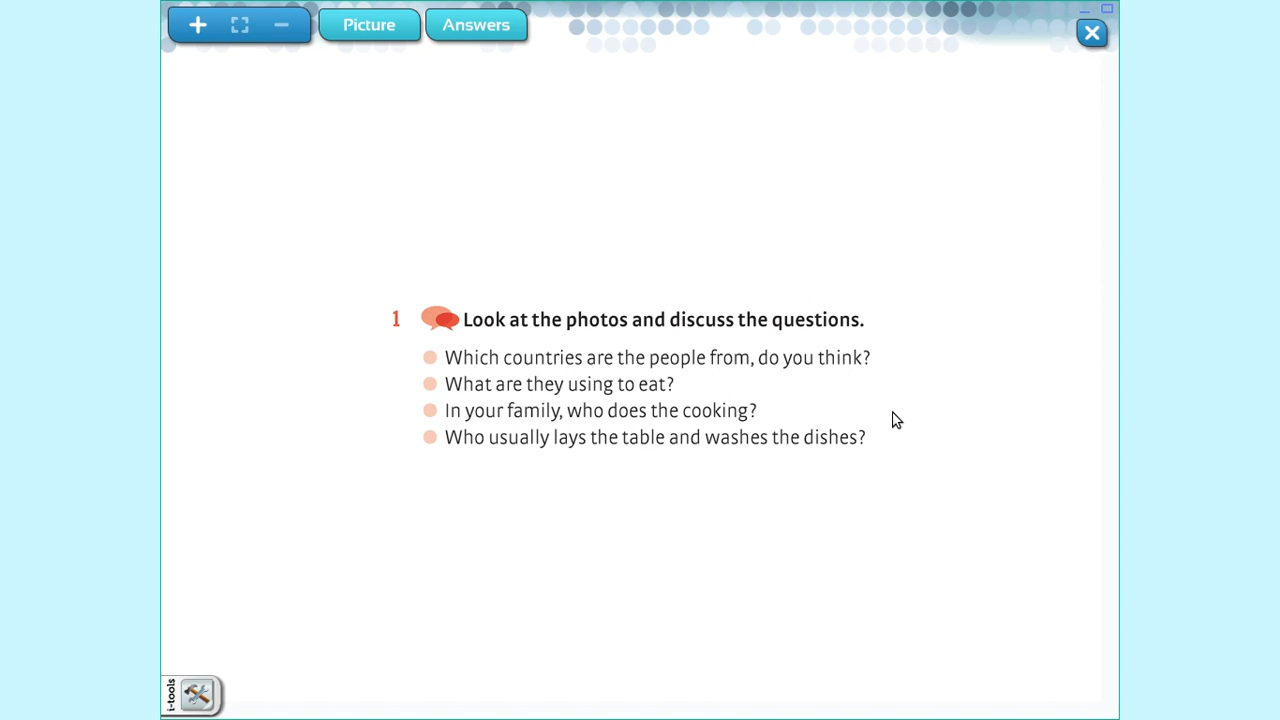 Picture
Answers
1 Look at the photos and discuss the questions.
Which countries are the people from, do you think?
What are they using to eat?
In your family, who does the cooking?
Who usually lays the table and washes the dishes?
i-tools